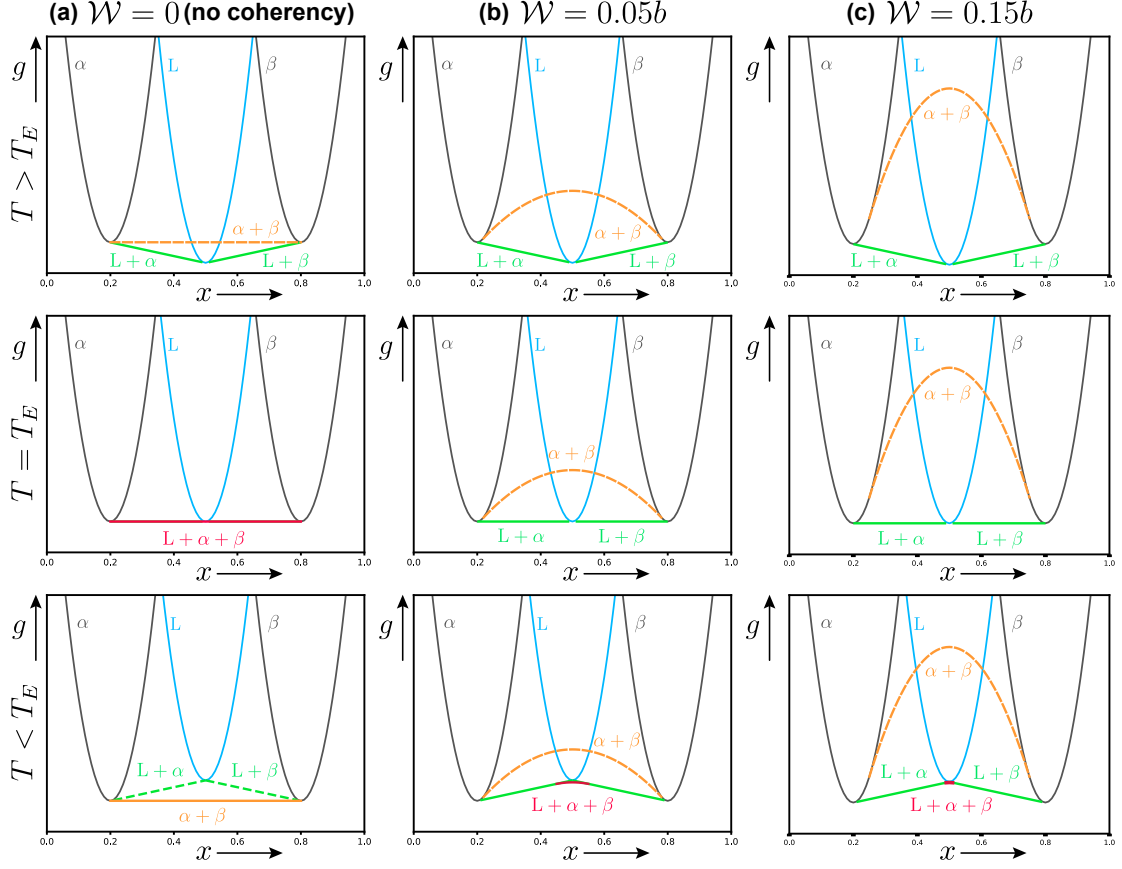 (a) 𝒲 = 0 (no coherency) (b) 𝒲 = 0.05b (c) 𝒲 = 0.15b
T > T_E
g α L β α + β L + α L + β
0.0 0.2 0.4 0.6 0.8 1.0
x
g α L β α + β L + α L + β
0.0 0.2 0.4 0.6 0.8 1.0
x
g α L β α + β L + α L + β
0.0 0.2 0.4 0.6 0.8 1.0
x
T = T_E
g α L β L + α + β
0.0 0.2 0.4 0.6 0.8 1.0
x
g α L β α + β L + α L + β
0.0 0.2 0.4 0.6 0.8 1.0
x
g α L β α + β L + α L + β
0.0 0.2 0.4 0.6 0.8 1.0
x
T < T_E
g α L β L + α L + β α + β
0.0 0.2 0.4 0.6 0.8 1.0
x
g α L β α + β L + α + β
0.0 0.2 0.4 0.6 0.8 1.0
x
g α L β α + β L + α L + β L + α + β
0.0 0.2 0.4 0.6 0.8 1.0
x